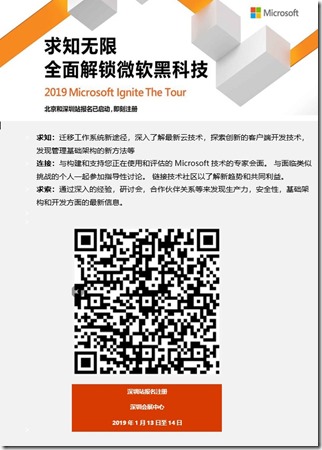 Microsoft
求知无限
全面解锁微软黑科技
2019 Microsoft Ignite The Tour
北京和深圳站报名已启动，即刻注册
求知：迁移工作系统新途径，深入了解最新云技术，探索创新的客户端开发技术，
发现管理基础架构的新方法等
连接：与构建和支持您正在使用和评估的 Microsoft 技术的专家会面。 与面临类似
挑战的个人一起参加指导性讨论。 链接技术社区以了解新趋势和共同利益。
求索：通过深入的经验，研讨会，合作伙伴关系等来发现生产力，安全性，基础架
构和开发方面的最新信息。
深圳站报名注册
深圳会展中心
2019 年 1 月 13 日至 14 日